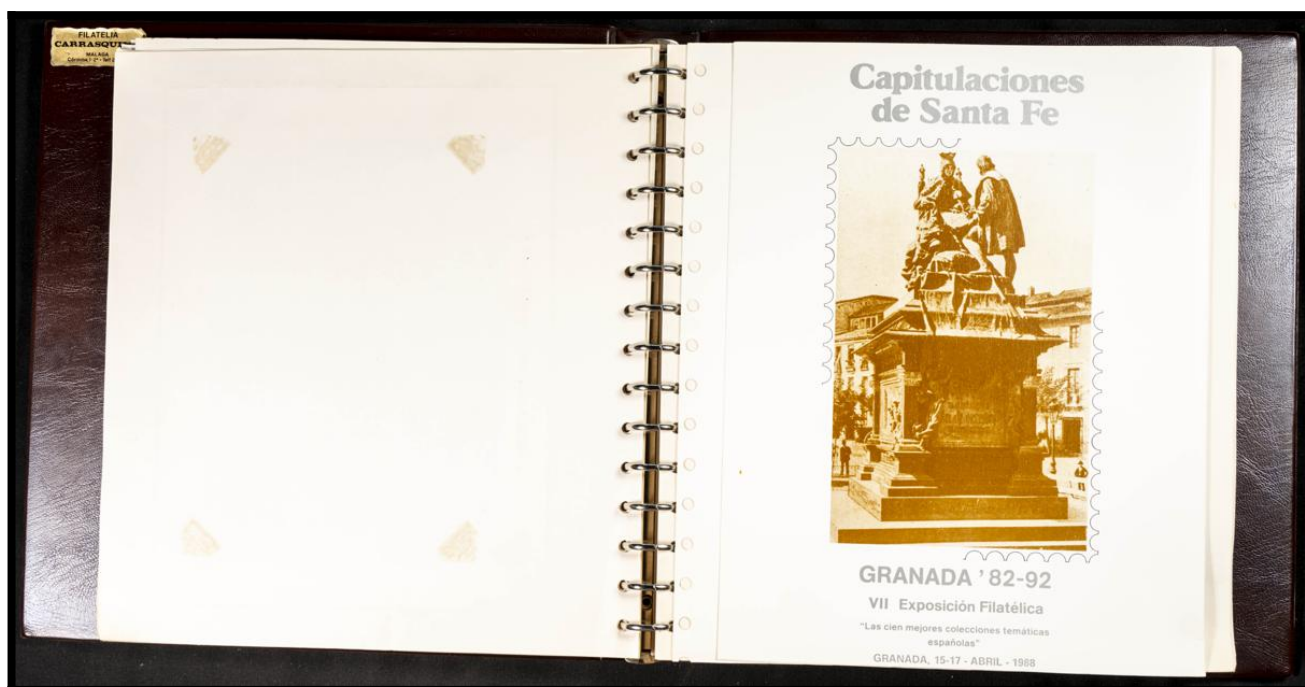 FILATELIA
MALAGA
Capitulaciones
de Santa Fe
GRANADA '82-92
VII Exposición Filatélica
"Las cien mejores colecciones temáticas
españolas"
GRANADA, 15-17 - ABRIL - 1988